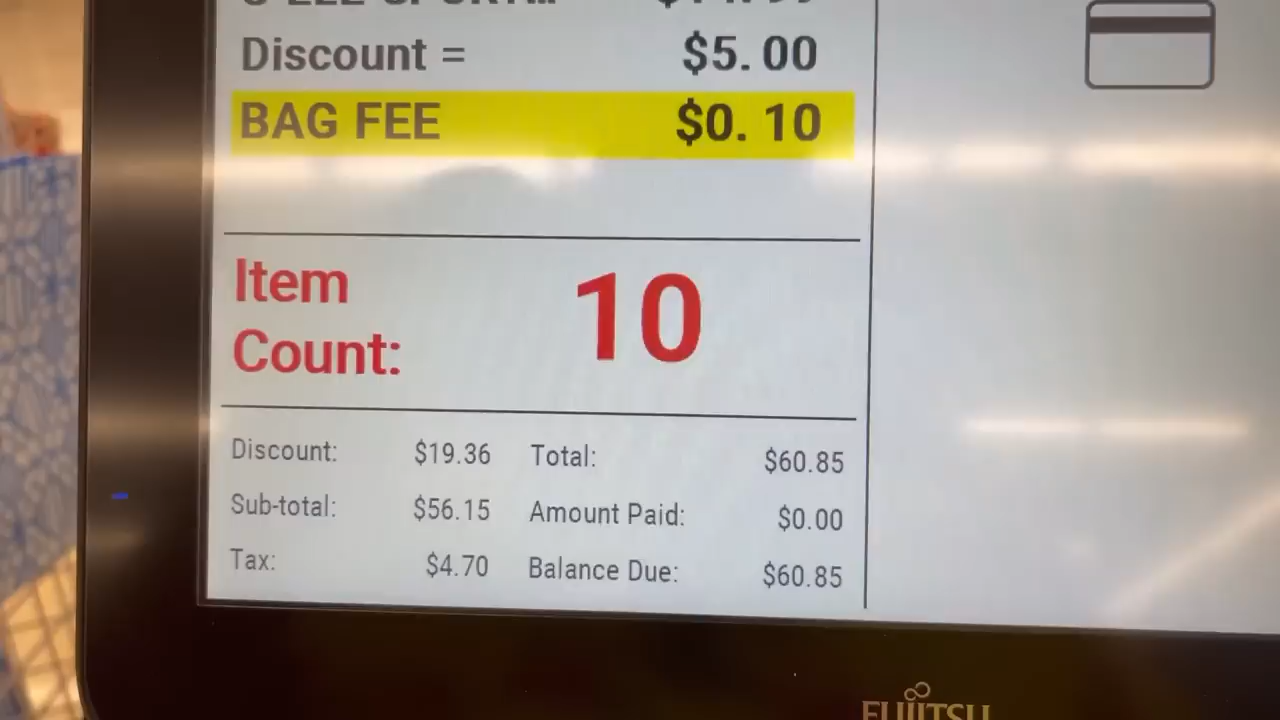 Discount = $5.00
BAG FEE $0.10
Item
Count: 10
Discount: $19.36 Total: $60.85
Sub-total: $56.15 Amount Paid: $0.00
Tax: $4.70 Balance Due: $60.85
FUJITSU